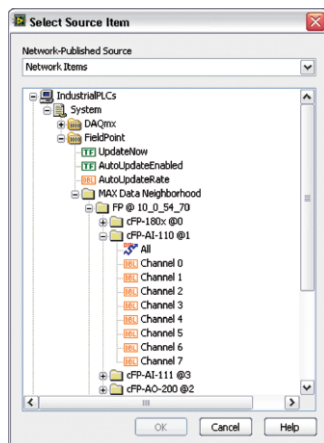 Select Source Item
Network-Published Source
Network Items
IndustrialPLCs
System
DAQmx
FieldPoint
TF UpdateNow
TF AutoUpdateEnabled
DBL AutoUpdateRate
MAX Data Neighborhood
FP @ 10_0_54_70
cFP-180x @0
cFP-AI-110 @1
All
DBL Channel 0
DBL Channel 1
DBL Channel 2
DBL Channel 3
DBL Channel 4
DBL Channel 5
DBL Channel 6
DBL Channel 7
cFP-AI-111 @3
cFP-AO-200 @2
OK Cancel Help